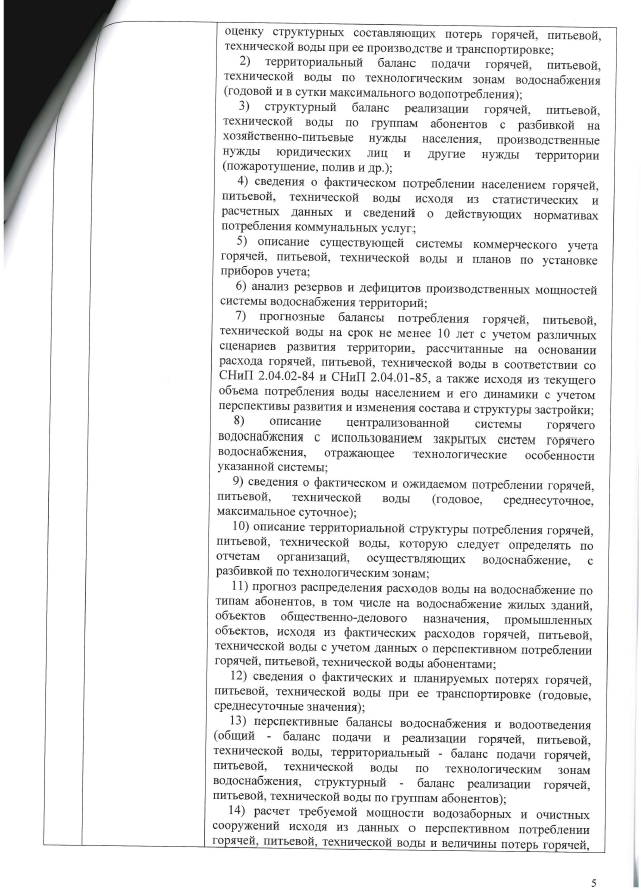 оценку структурных составляющих потерь горячей, питьевой,
технической воды при ее производстве и транспортировке;
2) территориальный баланс подачи горячей, питьевой,
технической воды по технологическим зонам водоснабжения
(годовой и в сутки максимального водопотребления);
3) структурный баланс реализации горячей, питьевой,
технической воды по группам абонентов с разбивкой на
хозяйственно-питьевые нужды населения, производственные
нужды юридических лиц и другие нужды территории
(пожаротушение, полив и др.);
4) сведения о фактическом потреблении населением горячей,
питьевой, технической воды исходя из статистических и
расчетных данных и сведений о действующих нормативах
потребления коммунальных услуг;
5) описание существующей системы коммерческого учета
горячей, питьевой, технической воды и планов по установке
приборов учета;
6) анализ резервов и дефицитов производственных мощностей
системы водоснабжения территорий;
7) прогнозные балансы потребления горячей, питьевой,
технической воды на срок не менее 10 лет с учетом различных
сценариев развития территории, рассчитанные на основании
расхода горячей, питьевой, технической воды в соответствии со
СНиП 2.04.02-84 и СНиП 2.04.01-85, а также исходя из текущего
объема потребления воды населением и его динамики с учетом
перспективы развития и изменения состава и структуры застройки;
8) описание централизованной системы горячего
водоснабжения с использованием закрытых систем горячего
водоснабжения, отражающее технологические особенности
указанной системы;
9) сведения о фактическом и ожидаемом потреблении горячей,
питьевой, технической воды (годовое, среднесуточное,
максимальное суточное);
10) описание территориальной структуры потребления горячей,
питьевой, технической воды, которую следует определять по
отчетам организаций, осуществляющих водоснабжение, с
разбивкой по технологическим зонам;
11) прогноз распределения расходов воды на водоснабжение по
типам абонентов, в том числе на водоснабжение жилых зданий,
объектов общественно-делового назначения, промышленных
объектов, исходя из фактических расходов горячей, питьевой,
технической воды с учетом данных о перспективном потреблении
горячей, питьевой, технической воды абонентами;
12) сведения о фактических и планируемых потерях горячей,
питьевой, технической воды при ее транспортировке (годовые,
среднесуточные значения);
13) перспективные балансы водоснабжения и водоотведения
(общий - баланс подачи и реализации горячей, питьевой,
технической воды, территориальный - баланс подачи горячей,
питьевой, технической воды по технологическим зонам
водоснабжения, структурный - баланс реализации горячей,
питьевой, технической воды по группам абонентов);
14) расчет требуемой мощности водозаборных и очистных
сооружений исходя из данных о перспективном потреблении
горячей, питьевой, технической воды и величины потерь горячей,
5